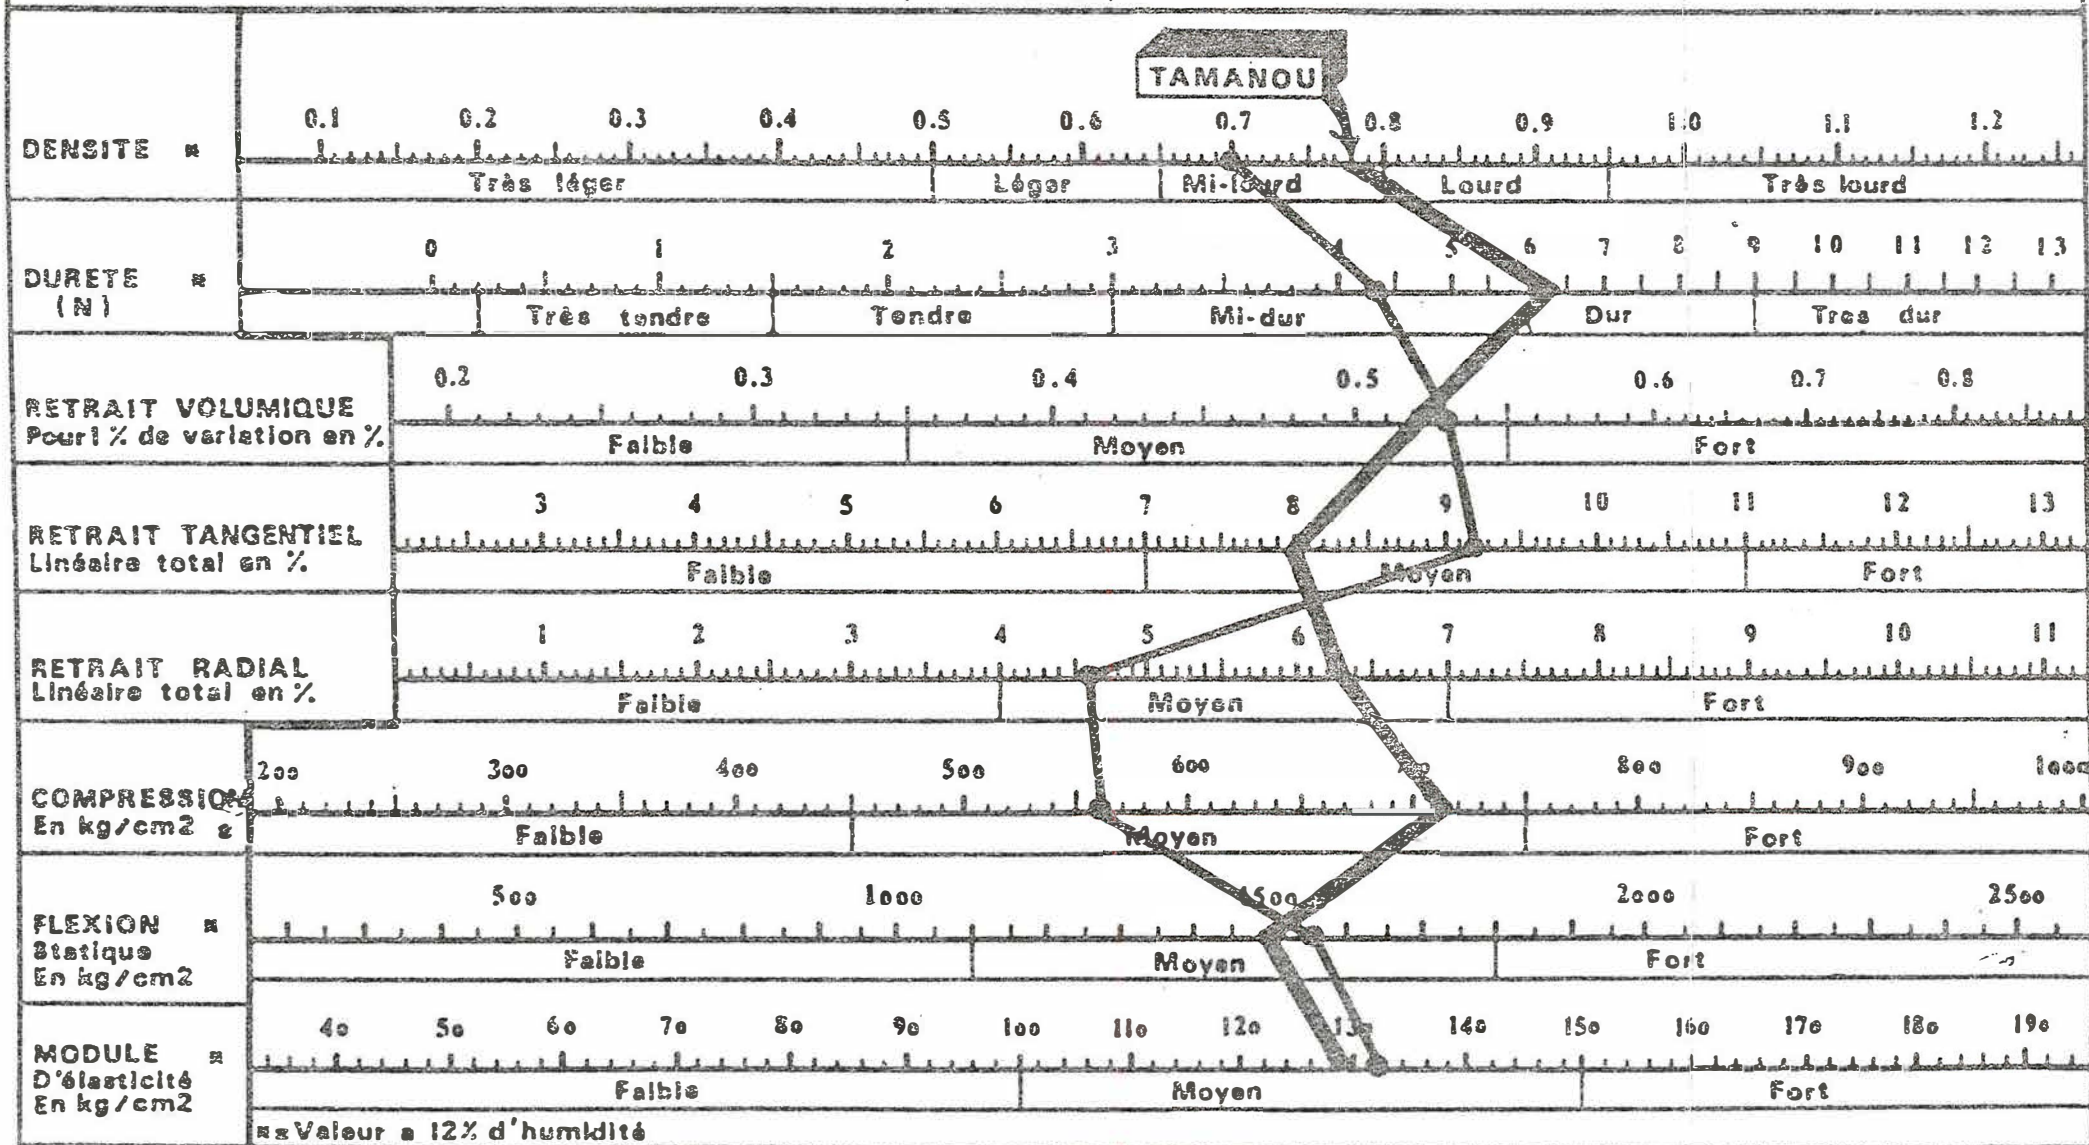 TAMANOU
0.1 0.2 0.3 0.4 0.5 0.6 0.7 0.8 0.9 1.0 1.1 1.2
DENSITE ≈
Très léger Léger Mi-lourd Lourd Très lourd
0 1 2 3 4 5 6 7 8 9 10 11 12 13
DURETE ≈
(N)
Très tendre Tendre Mi-dur Dur Tres dur
0.2 0.3 0.4 0.5 0.6 0.7 0.8
RETRAIT VOLUMIQUE
Pour 1 % de variation en %
Faible Moyen Fort
3 4 5 6 7 8 9 10 11 12 13
RETRAIT TANGENTIEL
Linéaire total en %
Faible Moyen Fort
1 2 3 4 5 6 7 8 9 10 11
RETRAIT RADIAL
Linéaire total en %
Faible Moyen Fort
200 300 400 500 600 800 900 1000
COMPRESSION
En kg/cm2 ≈
Faible Moyen Fort
500 1000 1500 2000 2500
FLEXION ≈
Statique
En kg/cm2
Faible Moyen Fort
40 50 60 70 80 90 100 110 120 130 140 150 160 170 180 190
MODULE ≈
D'élasticité
En kg/cm2
Faible Moyen Fort
≈=Valeur a 12% d'humidité